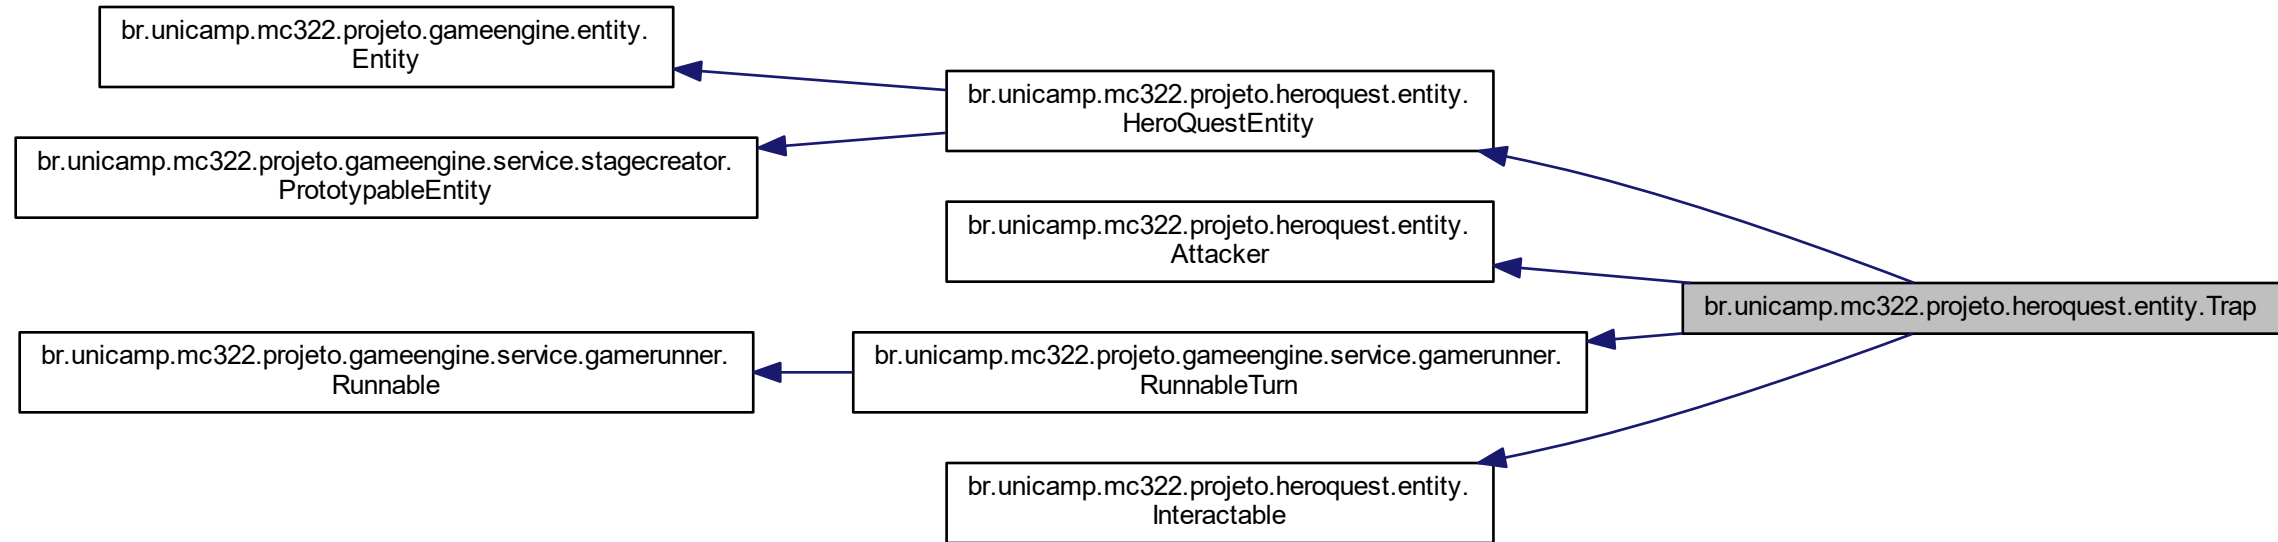 br.unicamp.mc322.projeto.gameengine.entity.
Entity
br.unicamp.mc322.projeto.gameengine.service.stagecreator.
PrototypableEntity
br.unicamp.mc322.projeto.gameengine.service.gamerunner.
Runnable
br.unicamp.mc322.projeto.heroquest.entity.
HeroQuestEntity
br.unicamp.mc322.projeto.heroquest.entity.
Attacker
br.unicamp.mc322.projeto.gameengine.service.gamerunner.
RunnableTurn
br.unicamp.mc322.projeto.heroquest.entity.
Interactable
br.unicamp.mc322.projeto.heroquest.entity.Trap